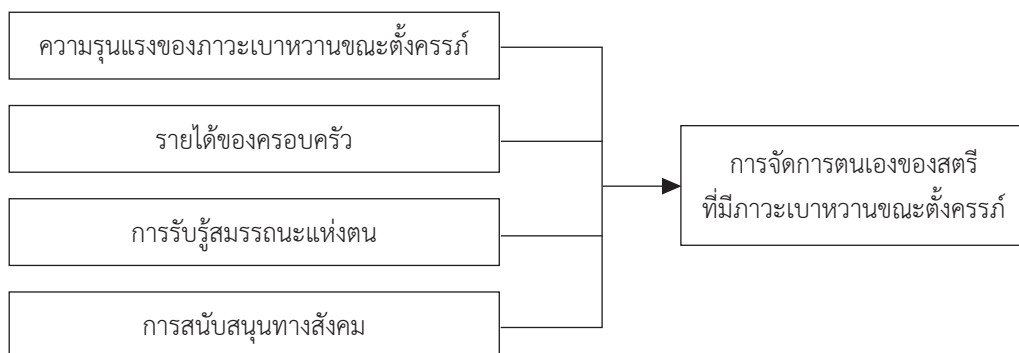 ความรุนแรงของภาวะเบาหวานขณะตั้งครรภ์
รายได้ของครอบครัว
การรับรู้สมรรถนะแห่งตน
การสนับสนุนทางสังคม
การจัดการตนเองของสตรี
ที่มีภาวะเบาหวานขณะตั้งครรภ์